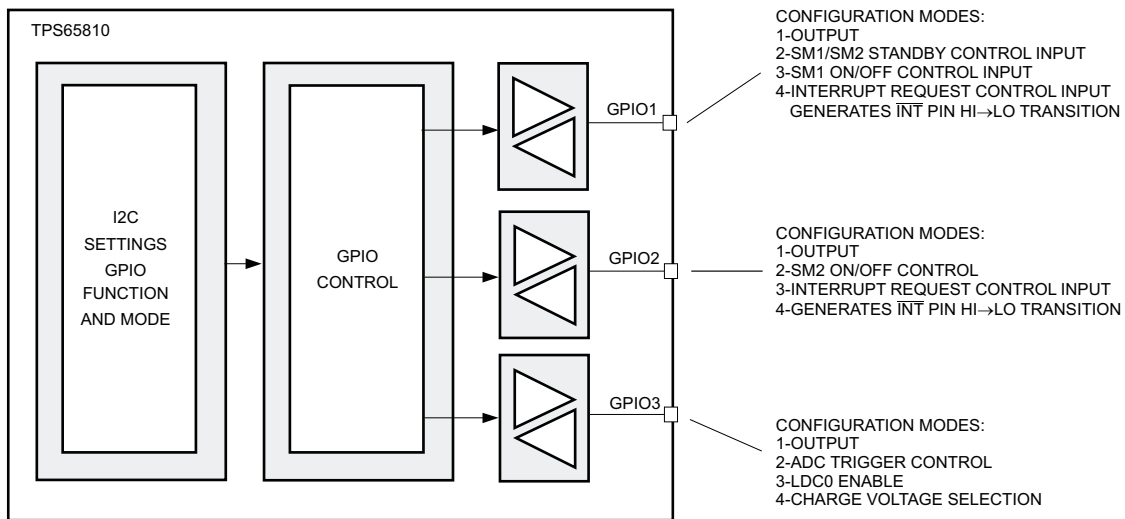 TPS65810
I2C
SETTINGS
GPIO
FUNCTION
AND MODE
GPIO
CONTROL
GPIO1
GPIO2
GPIO3
CONFIGURATION MODES:
1-OUTPUT
2-SM1/SM2 STANDBY CONTROL INPUT
3-SM1 ON/OFF CONTROL INPUT
4-INTERRUPT REQUEST CONTROL INPUT
GENERATES I̅N̅T̅ PIN HI→LO TRANSITION
CONFIGURATION MODES:
1-OUTPUT
2-SM2 ON/OFF CONTROL
3-INTERRUPT REQUEST CONTROL INPUT
4-GENERATES I̅N̅T̅ PIN HI→LO TRANSITION
CONFIGURATION MODES:
1-OUTPUT
2-ADC TRIGGER CONTROL
3-LDC0 ENABLE
4-CHARGE VOLTAGE SELECTION